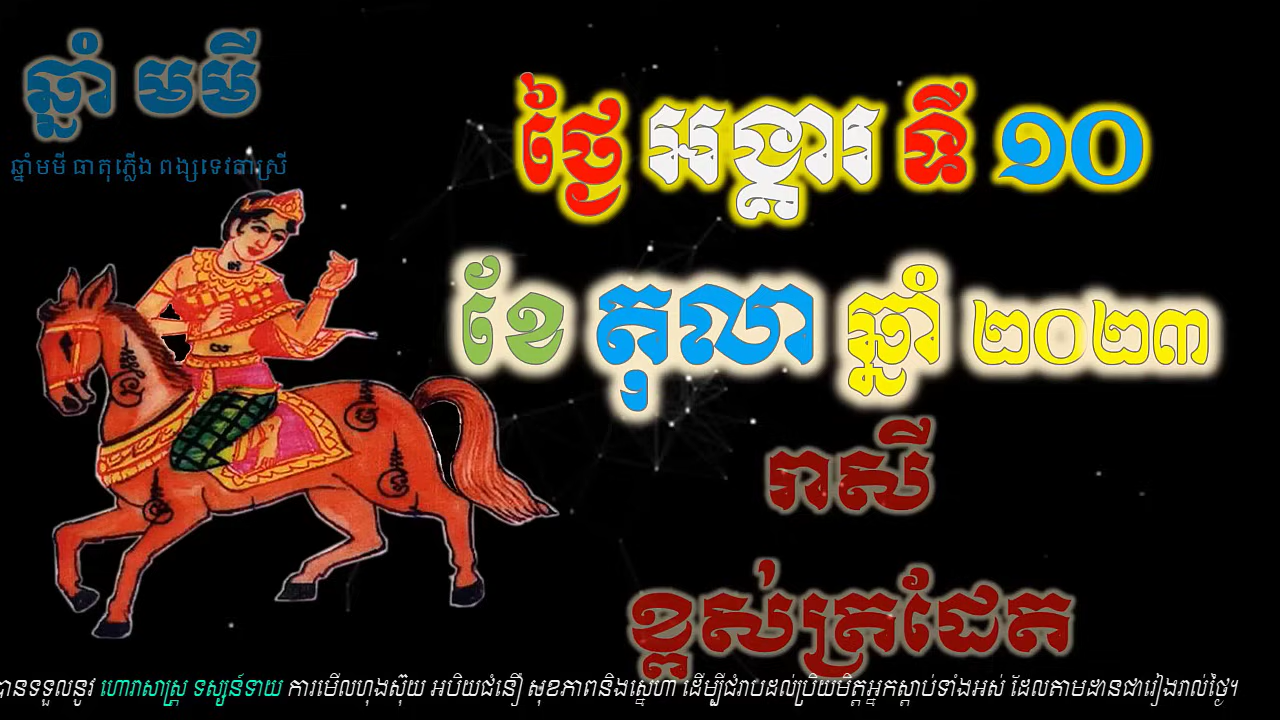 ឆ្នាំ មមី
ឆ្នាំមមី ធាតុភ្លើង ពង្សទេវតាស្រី
ថ្ងៃ អង្គារ ទី ១០
ខែ តុលា ឆ្នាំ ២០២៣
រាសី
ខ្ពស់ត្រដែត
បានទទួលនូវ ហោរាសាស្ត្រ ទស្សន៍ទាយ ការមើលហុងស៊ុយ អបិយជំនឿ សុខភាពនិងស្នេហា ដើម្បីជំរាបដល់ប្រិយមិត្តអ្នកស្តាប់ទាំងអស់ ដែលតាមដានជារៀងរាល់ថ្ងៃ។